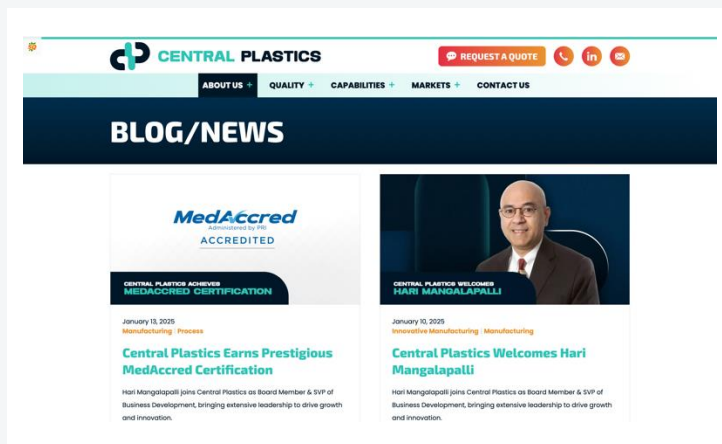 CENTRAL PLASTICS
REQUEST A QUOTE
in
ABOUT US +
QUALITY +
CAPABILITIES +
MARKETS +
CONTACT US
BLOG/NEWS
MedAccred
Administered by PRI
ACCREDITED
CENTRAL PLASTICS ACHIEVES
MEDACCRED CERTIFICATION
January 13, 2025
Manufacturing | Process
Central Plastics Earns Prestigious
MedAccred Certification
Hari Mangalapalli joins Central Plastics as Board Member & SVP of
Business Development, bringing extensive leadership to drive growth
and innovation.
CENTRAL PLASTICS WELCOMES
HARI MANGALAPALLI
January 10, 2025
Innovative Manufacturing | Manufacturing
Central Plastics Welcomes Hari
Mangalapalli
Hari Mangalapalli joins Central Plastics as Board Member & SVP of
Business Development, bringing extensive leadership to drive growth
and innovation.